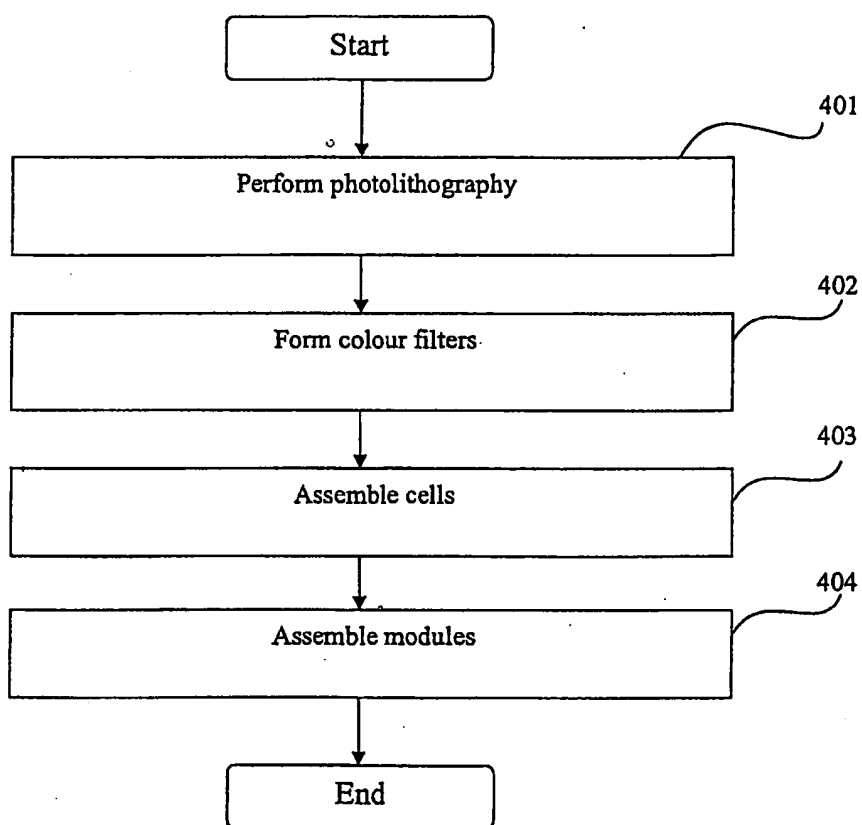 Start
401
Perform photolithography
402
Form colour filters
403
Assemble cells
404
Assemble modules
End